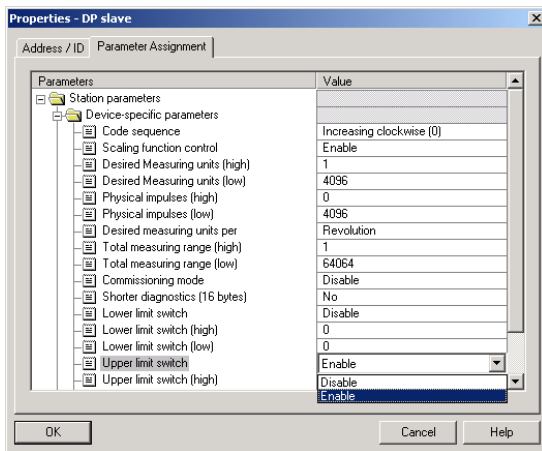 Properties - DP slave
Address / ID Parameter Assignment
Parameters Value
Station parameters
Device-specific parameters
Code sequence Increasing clockwise (0)
Scaling function control Enable
Desired Measuring units (high) 1
Desired Measuring units (low) 4096
Physical impulses (high) 0
Physical impulses (low) 4096
Desired measuring units per Revolution
Total measuring range (high) 1
Total measuring range (low) 64064
Commissioning mode Disable
Shorter diagnostics (16 bytes) No
Lower limit switch Disable
Lower limit switch (high) 0
Lower limit switch (low) 0
Upper limit switch Enable
Upper limit switch (high) Disable
Enable
OK Cancel Help